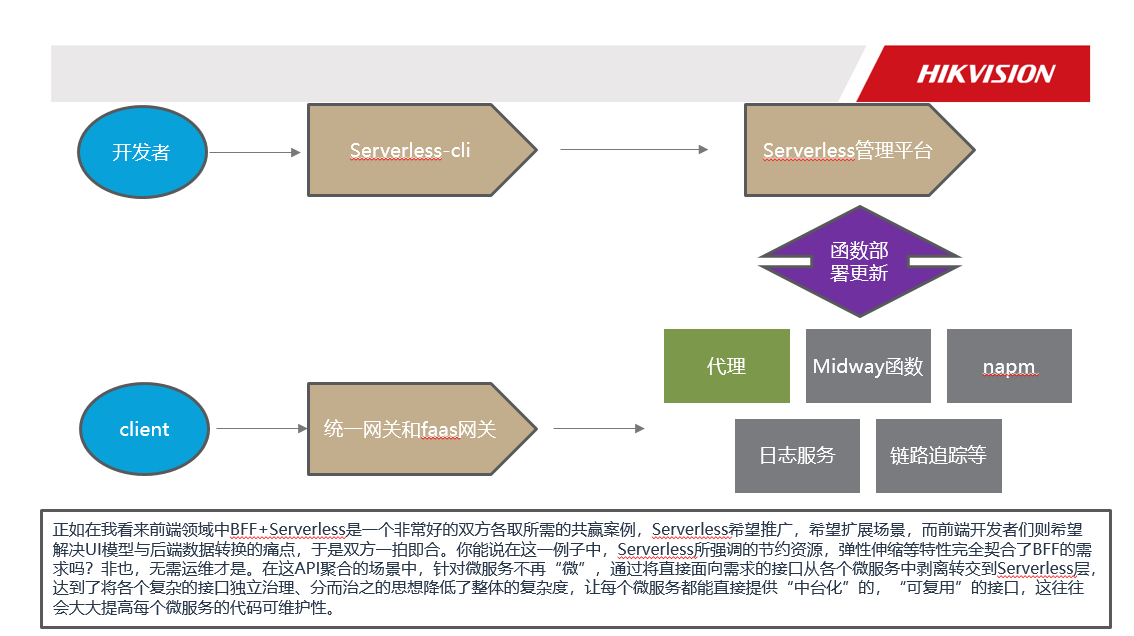 HIKVISION
开发者
Serverless-cli
Serverless管理平台
函数部
署更新
代理
Midway函数
napm
client
统一网关和faas网关
日志服务
链路追踪等
正如在我看来前端领域中BFF+Serverless是一个非常好的双方各取所需的共赢案例，Serverless希望推广，希望扩展场景，而前端开发者们则希望
解决UI模型与后端数据转换的痛点，于是双方一拍即合。你能说在这一例子中，Serverless所强调的节约资源，弹性伸缩等特性完全契合了BFF的需
求吗？非也，无需运维才是。在这API聚合的场景中，针对微服务不再“微”，通过将直接面向需求的接口从各个微服务中剥离转交到Serverless层，
达到了将各个复杂的接口独立治理、分而治之的思想降低了整体的复杂度，让每个微服务都能直接提供“中台化”的，“可复用”的接口，这往往
会大大提高每个微服务的代码可维护性。